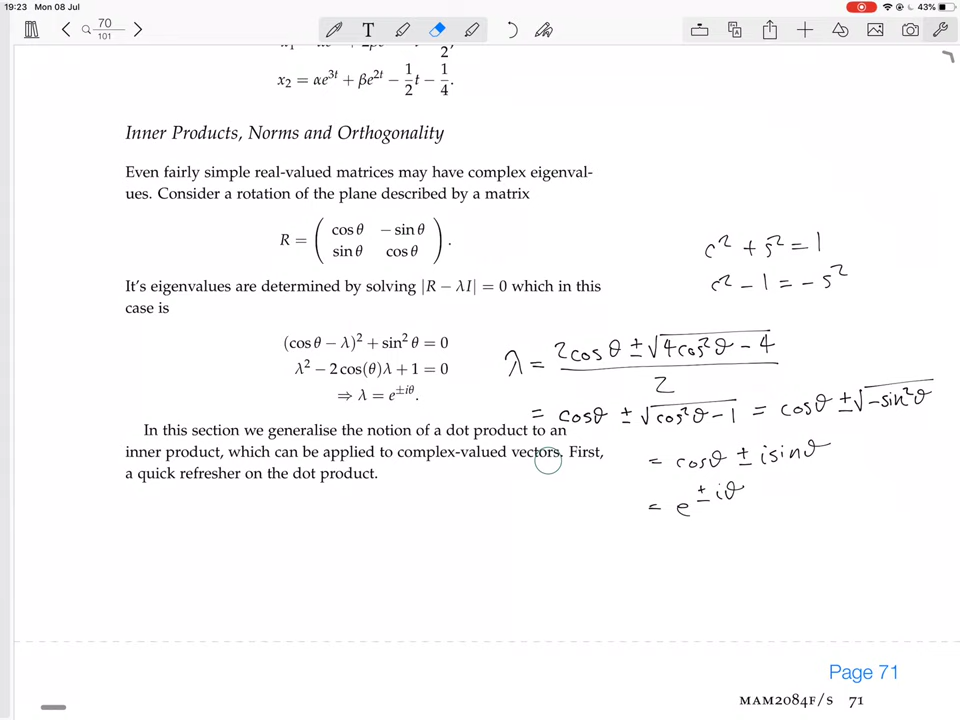 19:23 Mon 08 Jul
43%
70
101
T
x₂ = αe^{3t} + βe^{2t} − 1/2 t − 1/4.
Inner Products, Norms and Orthogonality
Even fairly simple real-valued matrices may have complex eigenval-
ues. Consider a rotation of the plane described by a matrix
R = ( cos θ − sin θ
sin θ cos θ ) .
c² + s² = 1
c² − 1 = − s²
It's eigenvalues are determined by solving |R − λI| = 0 which in this
case is
(cos θ − λ)² + sin² θ = 0
λ² − 2 cos(θ)λ + 1 = 0
⇒ λ = e^{±iθ}.
λ = (2cosθ ± √(4cos²θ − 4)) / 2
= cosθ ± √(cos²θ − 1) = cosθ ± √(−sin²θ)
= cosθ ± isinθ
= e^{±iθ}
In this section we generalise the notion of a dot product to an
inner product, which can be applied to complex-valued vectors. First,
a quick refresher on the dot product.
Page 71
MAM2084F/S 71